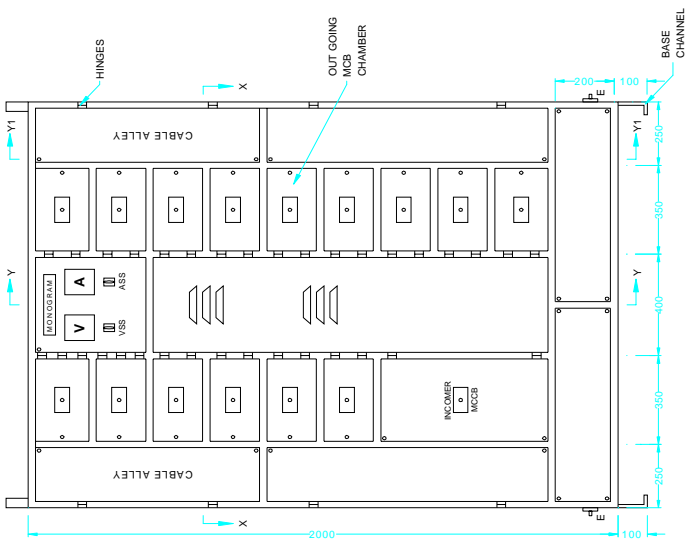 HINGES
OUT GOING
MCB
CHAMBER
BASE
CHANNEL
X
Y1
Y1
Y
Y
E
200
100
CABLE ALLEY
250
350
MONOGRAM
A
V
ASS
VSS
400
INCOMER
MCCB
350
CABLE ALLEY
250
X
E
2000
100